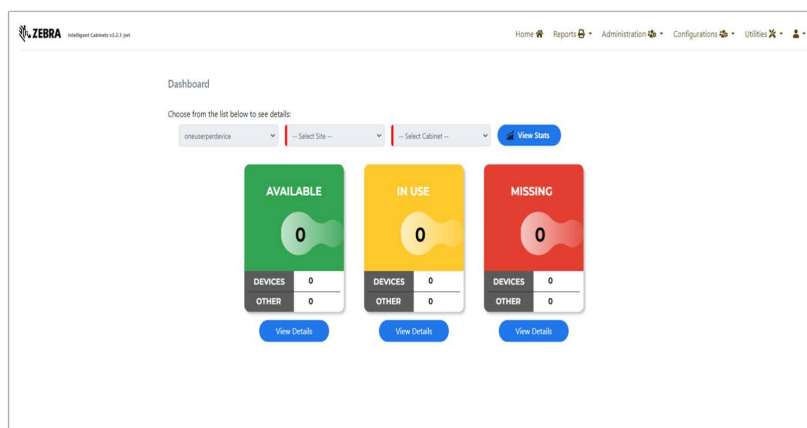 ZEBRA Intelligent Cabinets v3.2.1-jwt Home Reports Administration Configurations Utilities
Dashboard
Choose from the list below to see details:
oneuserperdevice -- Select Site -- -- Select Cabinet -- View Stats
AVAILABLE IN USE MISSING
0 0 0
DEVICES 0 DEVICES 0 DEVICES 0
OTHER 0 OTHER 0 OTHER 0
View Details View Details View Details